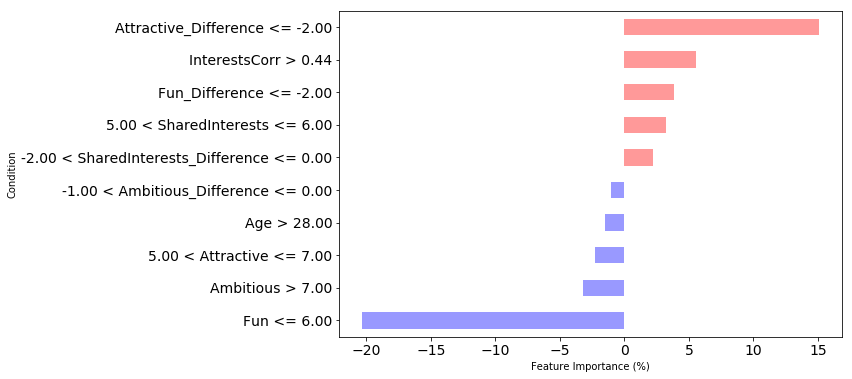 Attractive_Difference <= -2.00
InterestsCorr > 0.44
Fun_Difference <= -2.00
5.00 < SharedInterests <= 6.00
-2.00 < SharedInterests_Difference <= 0.00
-1.00 < Ambitious_Difference <= 0.00
Age > 28.00
5.00 < Attractive <= 7.00
Ambitious > 7.00
Fun <= 6.00
Condition
−20 −15 −10 −5 0 5 10 15
Feature Importance (%)